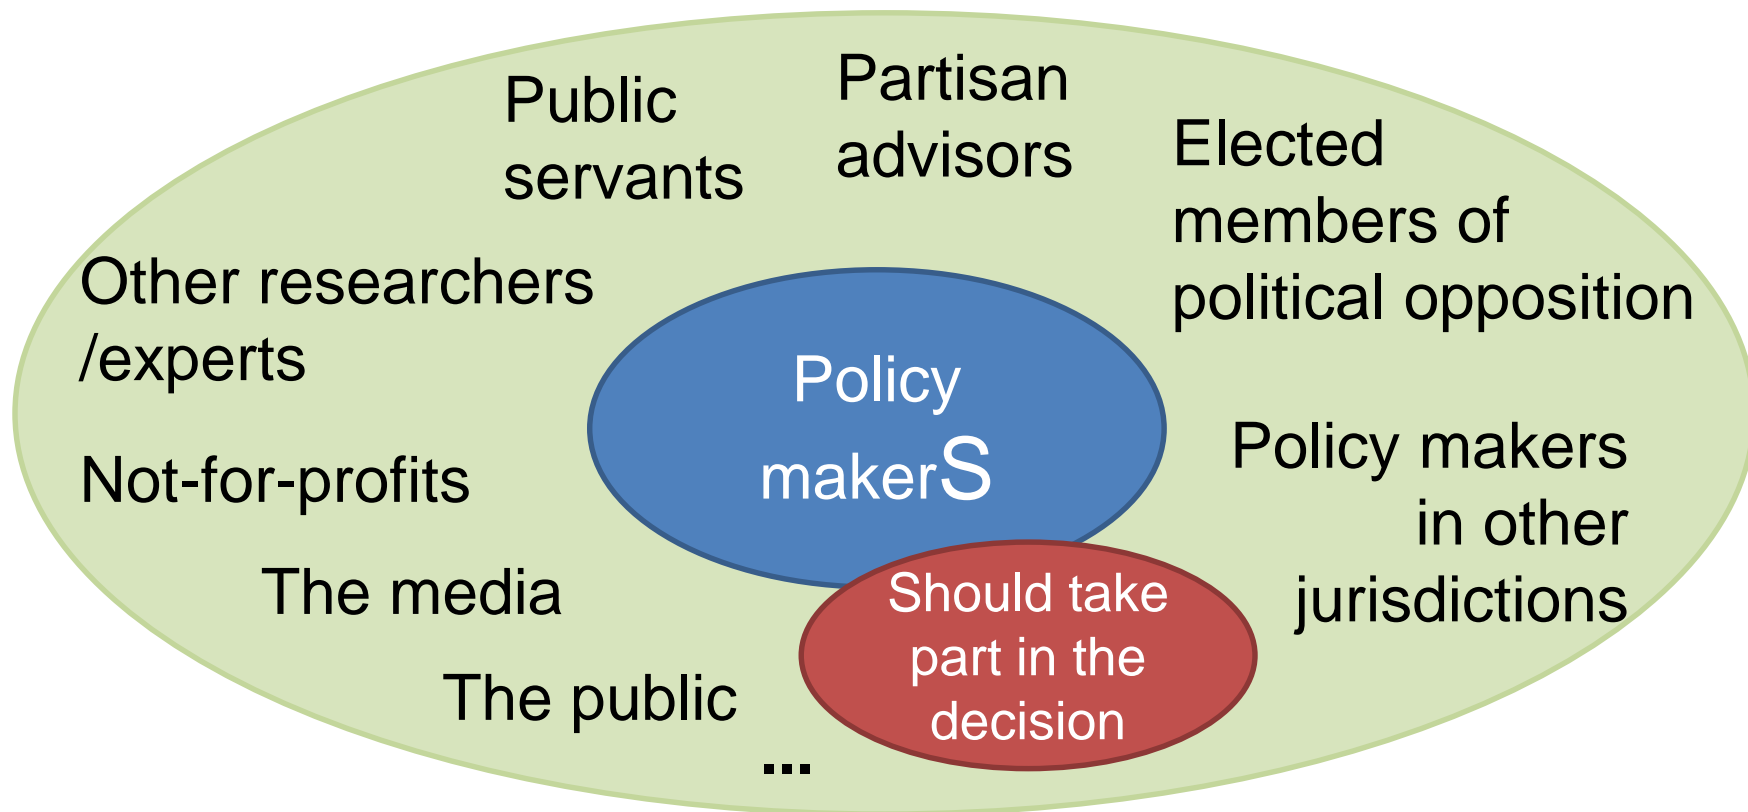 Public
servants
Partisan
advisors
Elected
members of
political opposition
Other researchers
/experts
Policy
makerS
Not-for-profits
Policy makers
in other
jurisdictions
The media
Should take
part in the
decision
The public
...